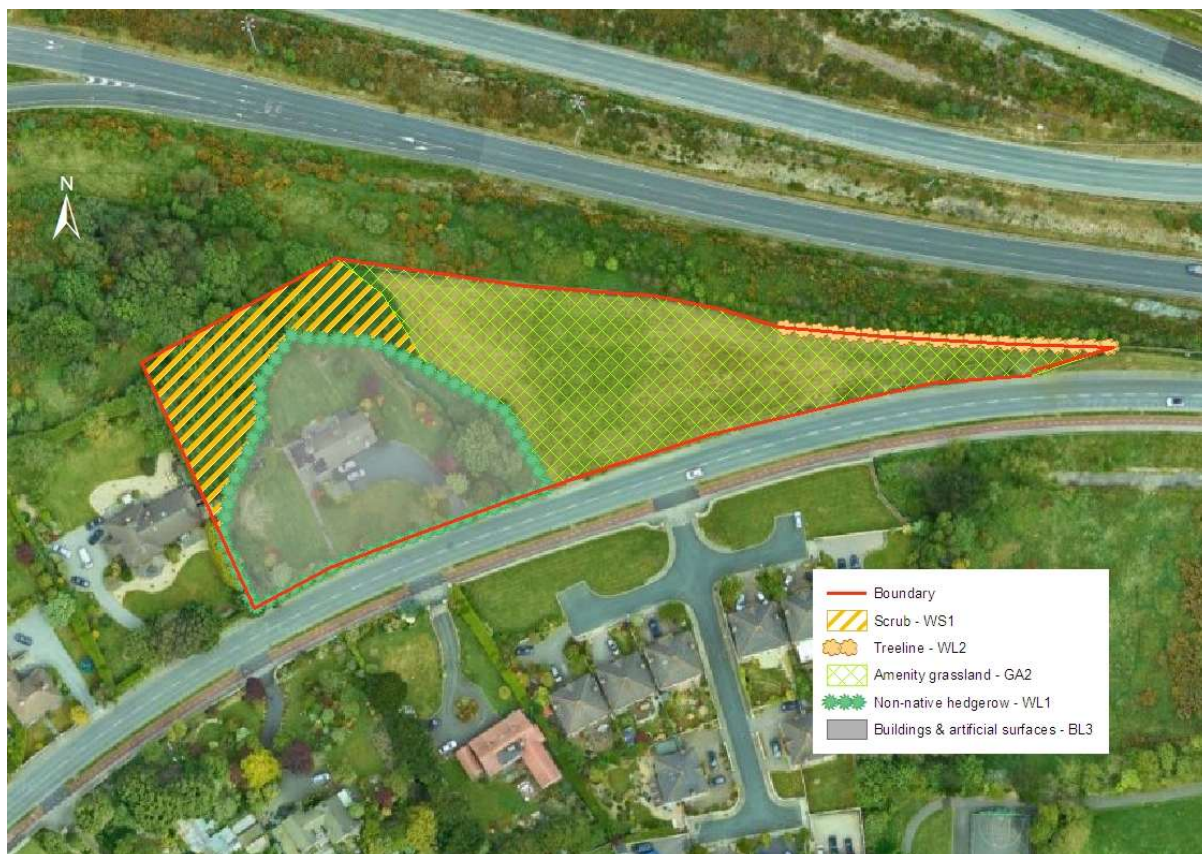 N
Boundary
Scrub - WS1
Treeline - WL2
Amenity grassland - GA2
Non-native hedgerow - WL1
Buildings & artificial surfaces - BL3